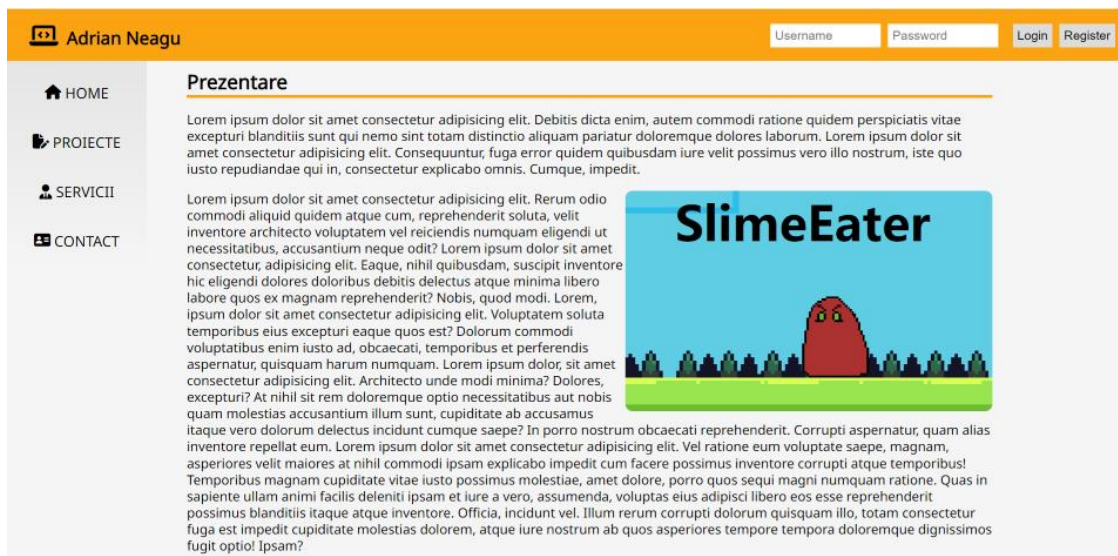 Adrian Neagu
Username
Password
Login
Register
HOME
PROIECTE
SERVICII
CONTACT
Prezentare
Lorem ipsum dolor sit amet consectetur adipisicing elit. Debitis dicta enim, autem commodi ratione quidem perspiciatis vitae
excepturi blanditiis sunt qui nemo sint totam distinctio aliquam pariatur doloremque dolores laborum. Lorem ipsum dolor sit
amet consectetur adipisicing elit. Consequuntur, fuga error quidem quibusdam iure velit possimus vero illo nostrum, iste quo
iusto repudiandae qui in, consectetur explicabo omnis. Cumque, impedit.
Lorem ipsum dolor sit amet consectetur adipisicing elit. Rerum odio
commodi aliquid quidem atque cum, reprehenderit soluta, velit
inventore architecto voluptatem vel reiciendis numquam eligendi ut
necessitatibus, accusantium neque odit? Lorem ipsum dolor sit amet
consectetur, adipisicing elit. Eaque, nihil quibusdam, suscipit inventore
hic eligendi dolores doloribus debitis delectus atque minima libero
labore quos ex magnam reprehenderit? Nobis, quod modi. Lorem,
ipsum dolor sit amet consectetur adipisicing elit. Voluptatem soluta
temporibus eius excepturi eaque quos est? Dolorum commodi
voluptatibus enim iusto ad, obcaecati, temporibus et perferendis
aspernatur, quisquam harum numquam. Lorem ipsum dolor, sit amet
consectetur adipisicing elit. Architecto unde modi minima? Dolores,
excepturi? At nihil sit rem doloremque optio necessitatibus aut nobis
quam molestias accusantium illum sunt, cupiditate ab accusamus
itaque vero dolorum delectus incidunt cumque saepe? In porro nostrum obcaecati reprehenderit. Corrupti aspernatur, quam alias
inventore repellat eum. Lorem ipsum dolor sit amet consectetur adipisicing elit. Vel ratione eum voluptate saepe, magnam,
asperiores velit maiores at nihil commodi ipsam explicabo impedit cum facere possimus inventore corrupti atque temporibus!
Temporibus magnam cupiditate vitae iusto possimus molestiae, amet dolore, porro quos sequi magni numquam ratione. Quas in
sapiente ullam animi facilis deleniti ipsam et iure a vero, assumenda, voluptas eius adipisci libero eos esse reprehenderit
possimus blanditiis itaque atque inventore. Officia, incidunt vel. Illum rerum corrupti dolorum quisquam illo, totam consectetur
fuga est impedit cupiditate molestias dolorem, atque iure nostrum ab quos asperiores tempore tempora doloremque dignissimos
fugit optio! Ipsam?
SlimeEater